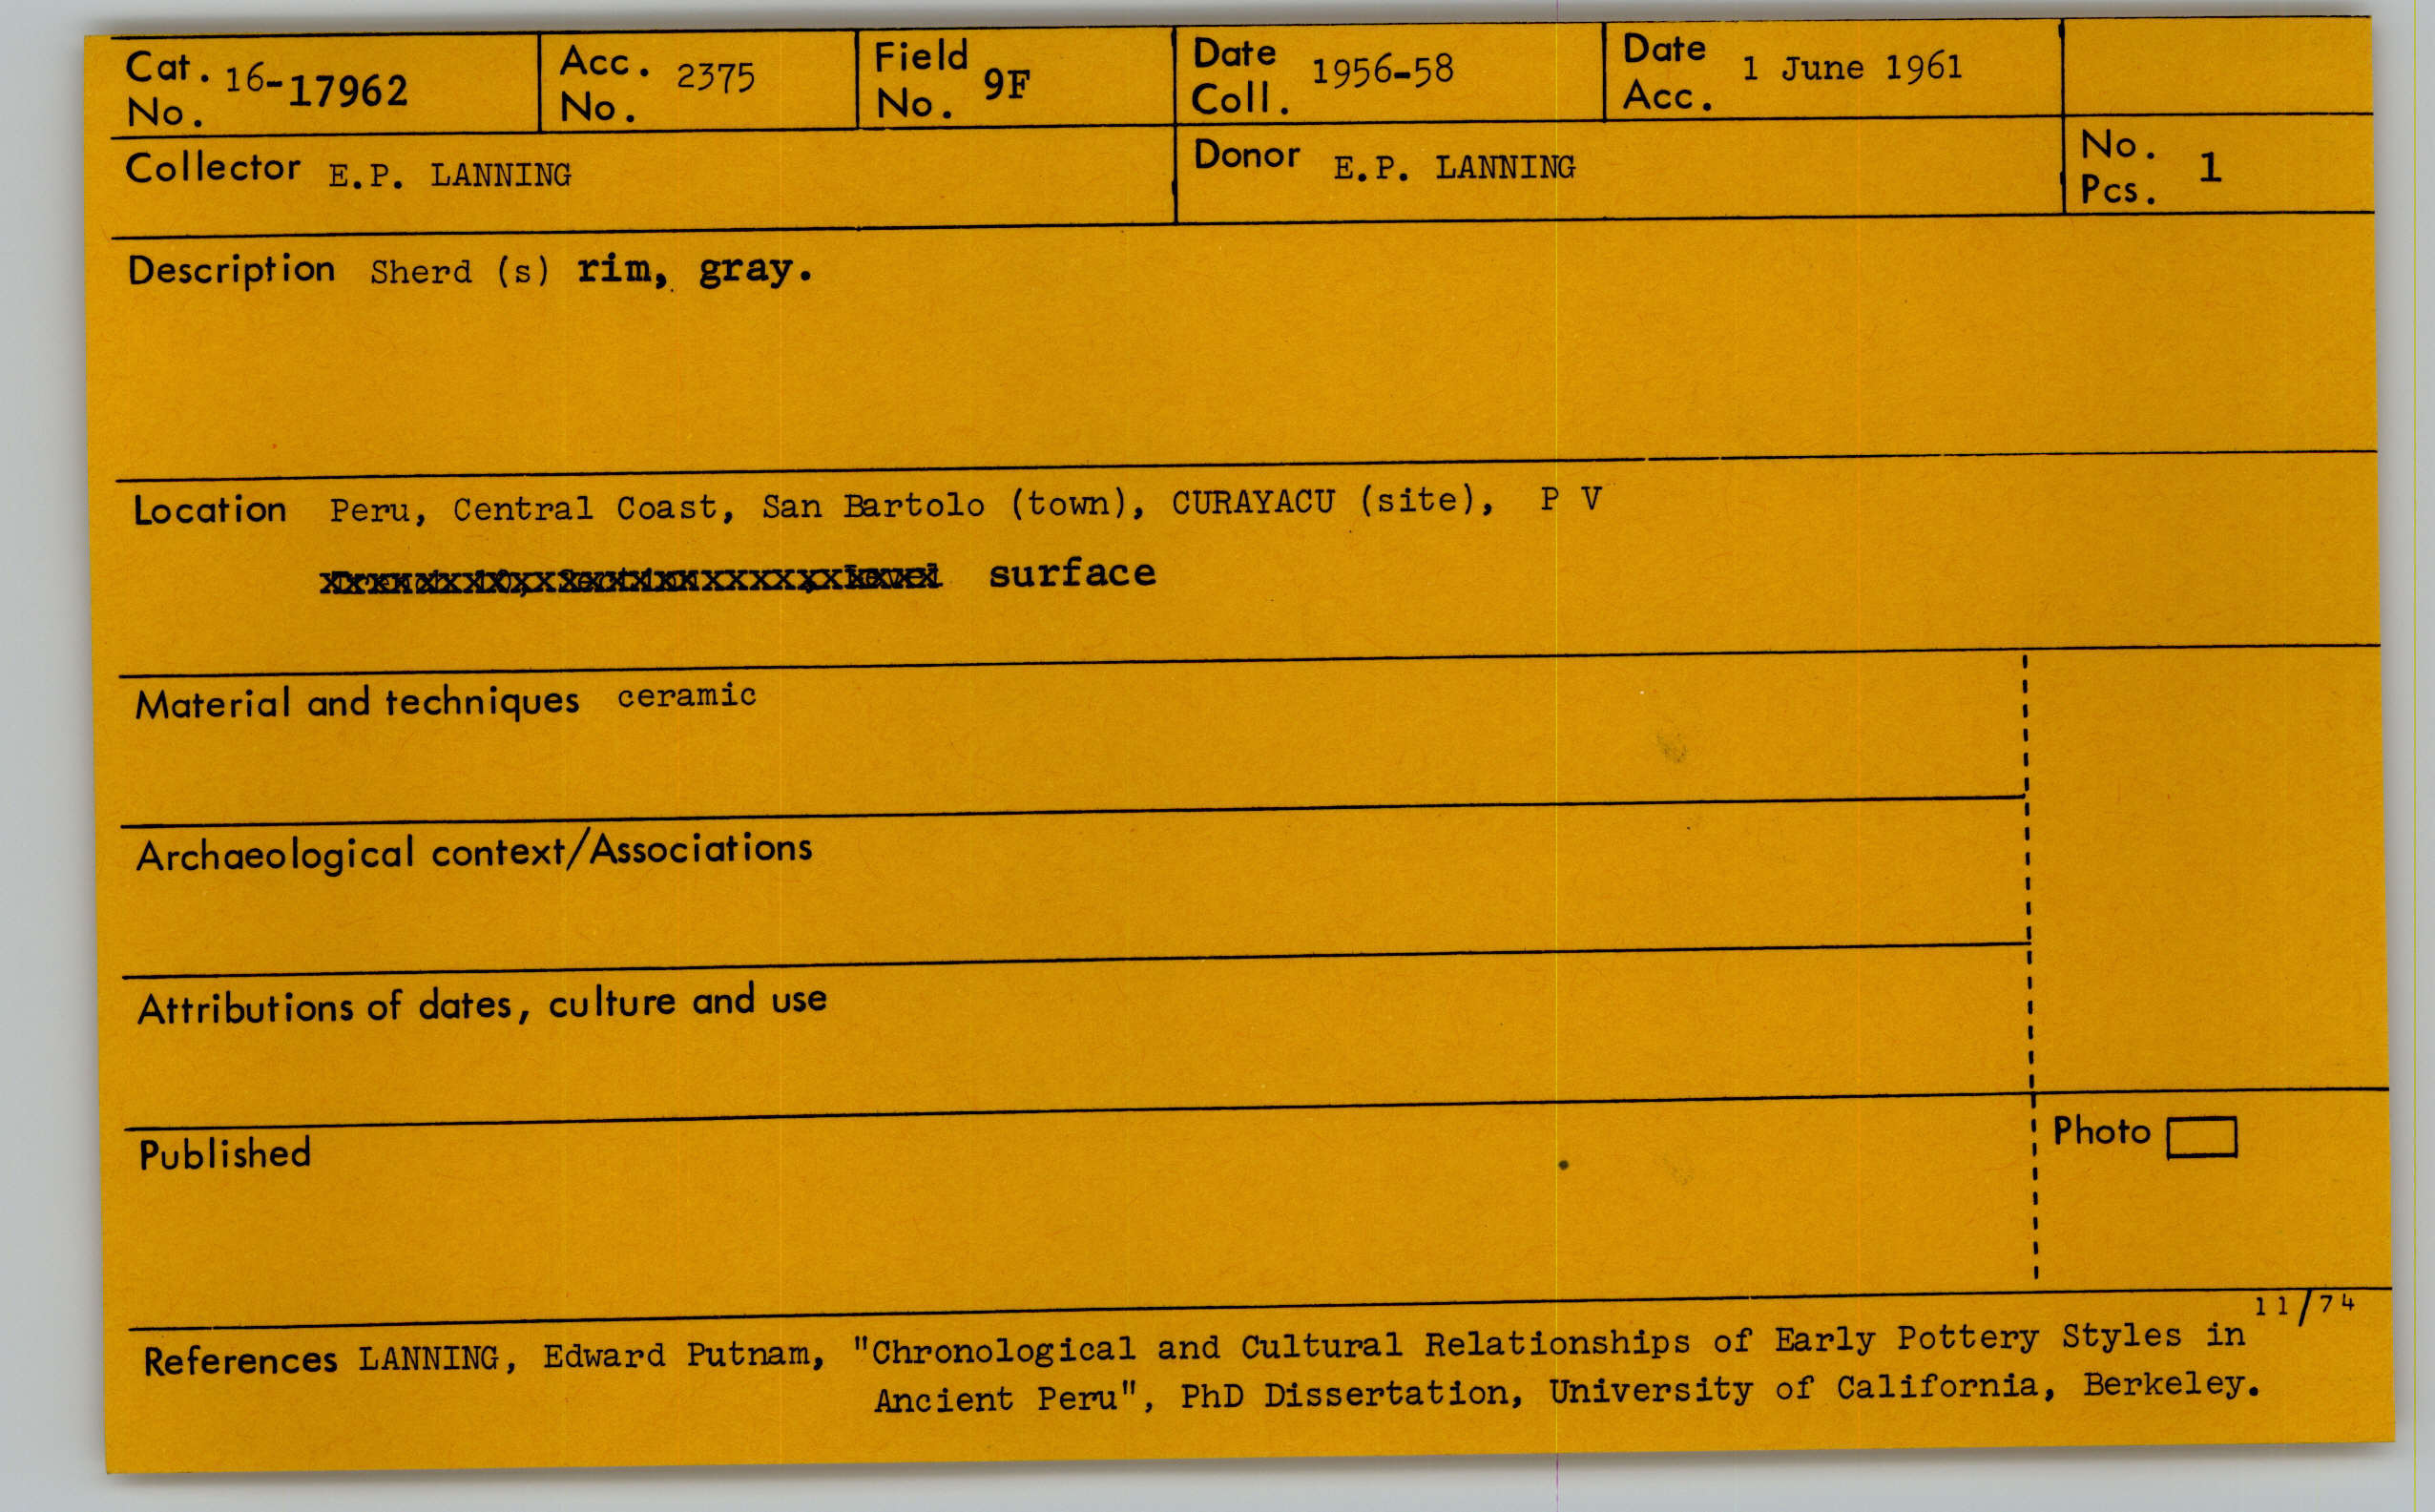 Cat. No. 16-17962 Acc. No. 2375 Field No. 9F Date Coll. 1956-58 Date Acc. 1 June 1961
Collector E.P. LANNING Donor E.P. LANNING No. Pcs. 1
Description Sherd (s) rim, gray.
Location Peru, Central Coast, San Bartolo (town), CURAYACU (site), P V
surface
Material and techniques ceramic
Archaeological context/Associations
Attributions of dates, culture and use
Published Photo
11/74
References LANNING, Edward Putnam, "Chronological and Cultural Relationships of Early Pottery Styles in
Ancient Peru", PhD Dissertation, University of California, Berkeley.